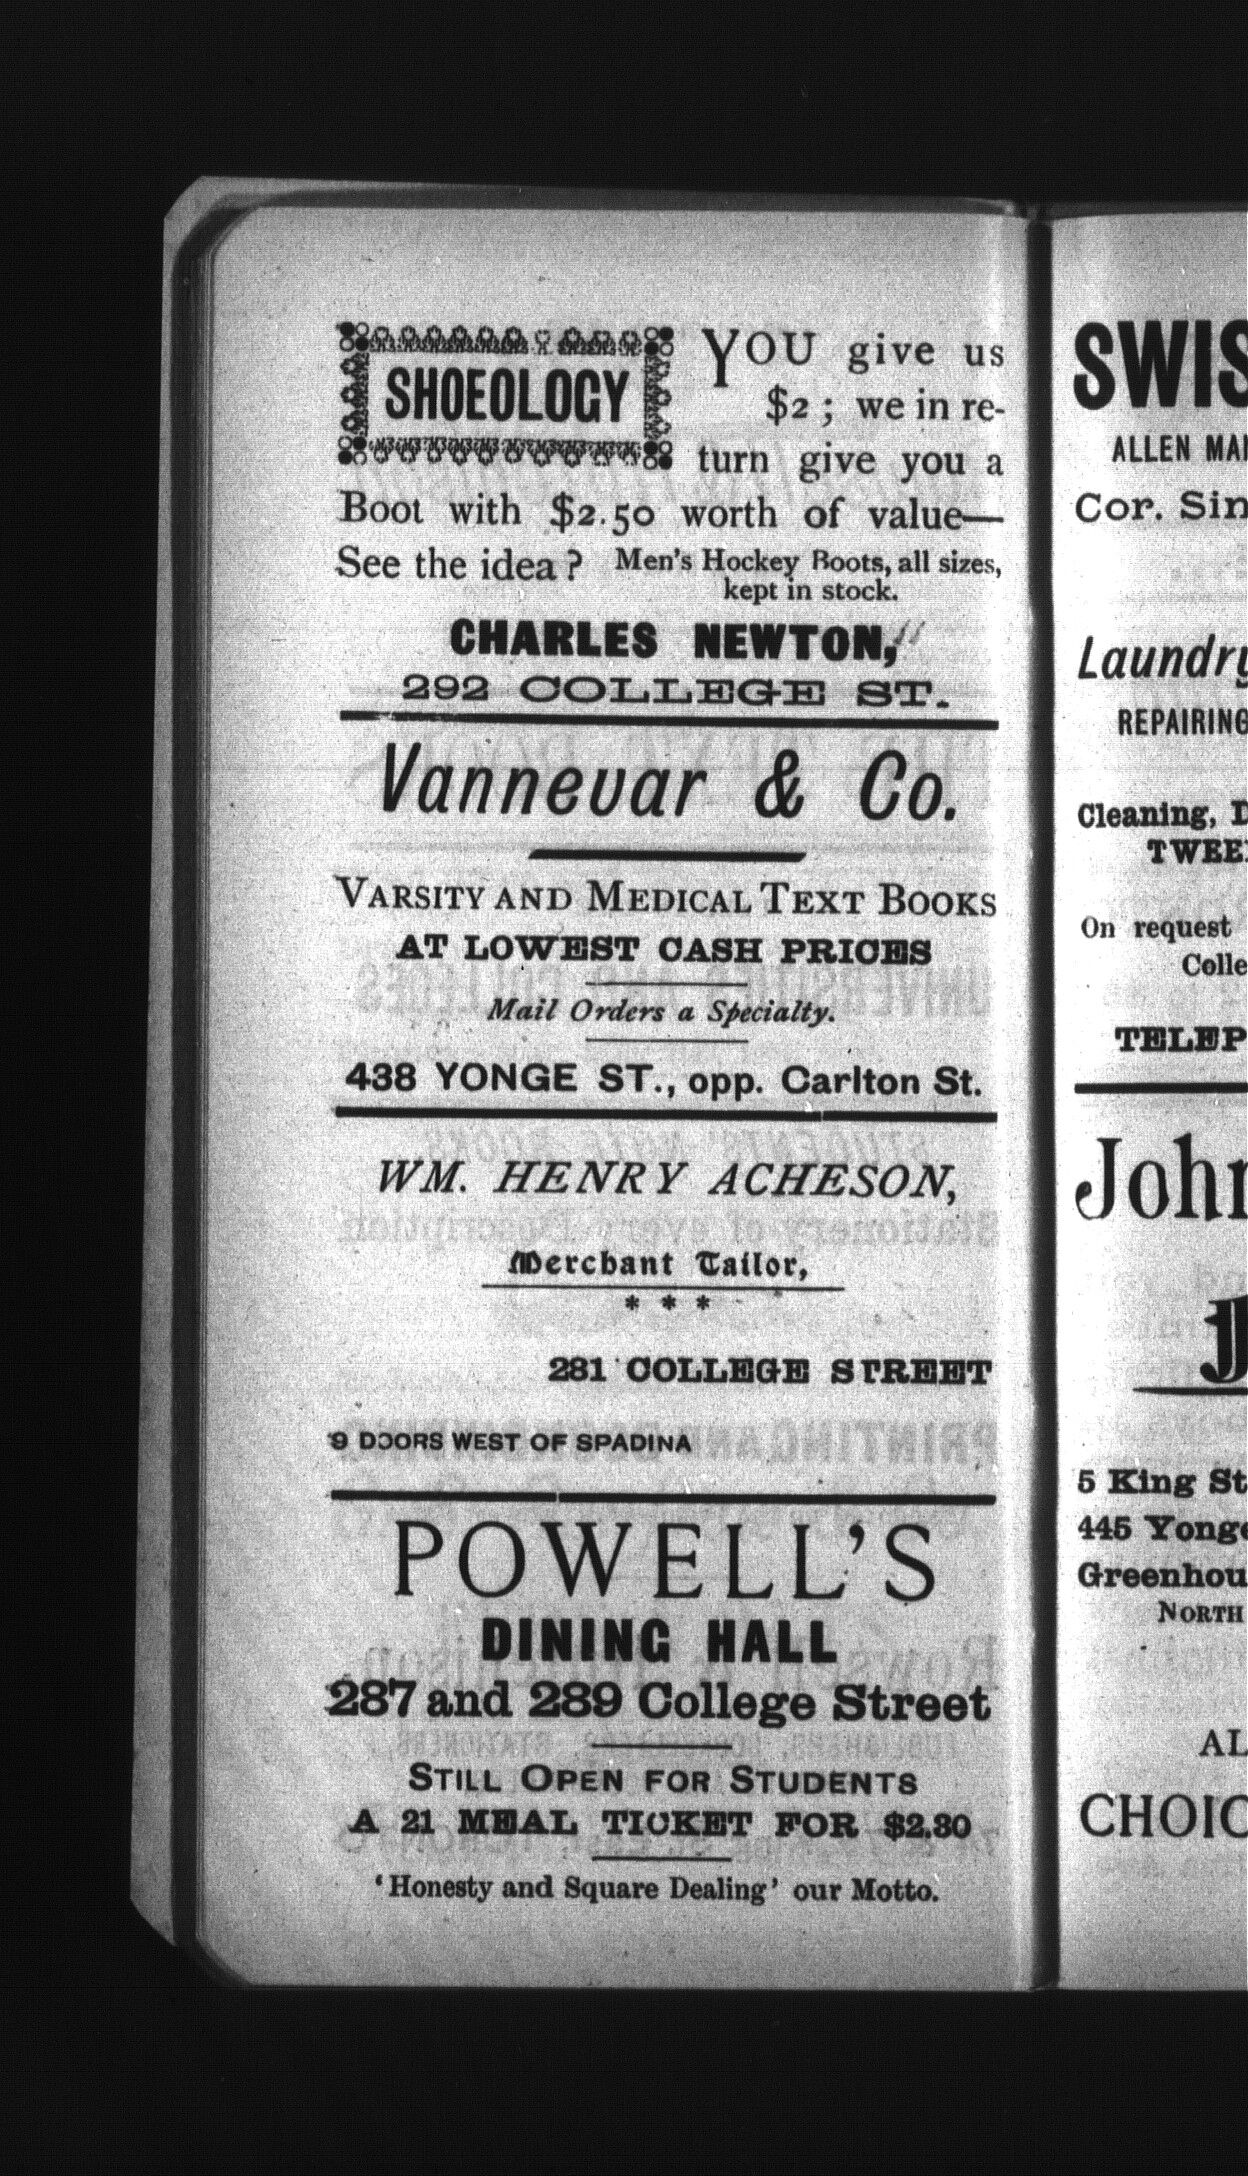 SHOEOLOGY
YOU give us
$2; we in re-
turn give you a
Boot with $2.50 worth of value—
See the idea? Men's Hockey Boots, all sizes,
kept in stock.
CHARLES NEWTON,
292 COLLEGE ST.
Vannevar & Co.
VARSITY AND MEDICAL TEXT BOOKS
AT LOWEST CASH PRICES
Mail Orders a Specialty.
438 YONGE ST., opp. Carlton St.
WM. HENRY ACHESON,
Merchant Tailor,
* * *
281 COLLEGE STREET
9 DOORS WEST OF SPADINA
POWELL'S
DINING HALL
287 and 289 College Street
STILL OPEN FOR STUDENTS
A 21 MEAL TICKET FOR $2.30
'Honesty and Square Dealing' our Motto.
SWIS
ALLEN MA
Cor. Sin
Laundry
REPAIRING
Cleaning, D
TWEE
On request
Colle
TELEP
John
J
5 King St
445 Yonge
Greenhou
NORTH
AL
CHOIC